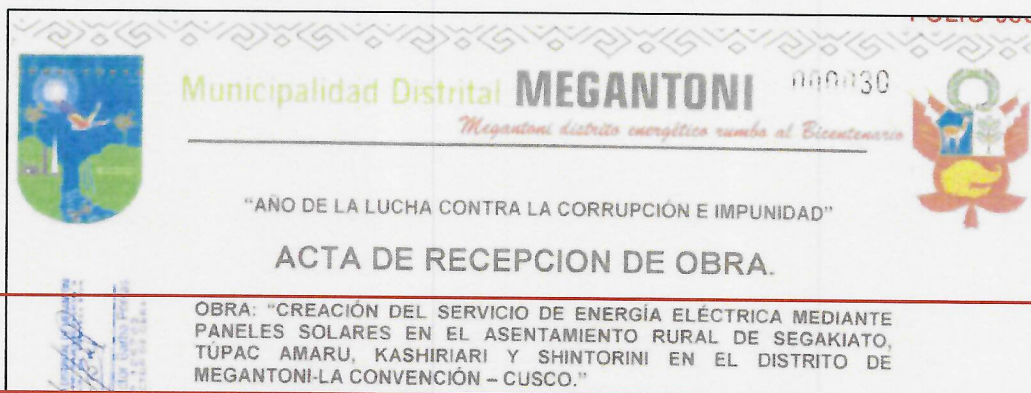 Municipalidad Distrital MEGANTONI
Megantoni distrito energético rumbo al Bicentenario
"AÑO DE LA LUCHA CONTRA LA CORRUPCIÓN E IMPUNIDAD"
ACTA DE RECEPCION DE OBRA.
OBRA: "CREACIÓN DEL SERVICIO DE ENERGÍA ELÉCTRICA MEDIANTE
PANELES SOLARES EN EL ASENTAMIENTO RURAL DE SEGAKIATO,
TÚPAC AMARU, KASHIRIARI Y SHINTORINI EN EL DISTRITO DE
MEGANTONI-LA CONVENCIÓN – CUSCO."